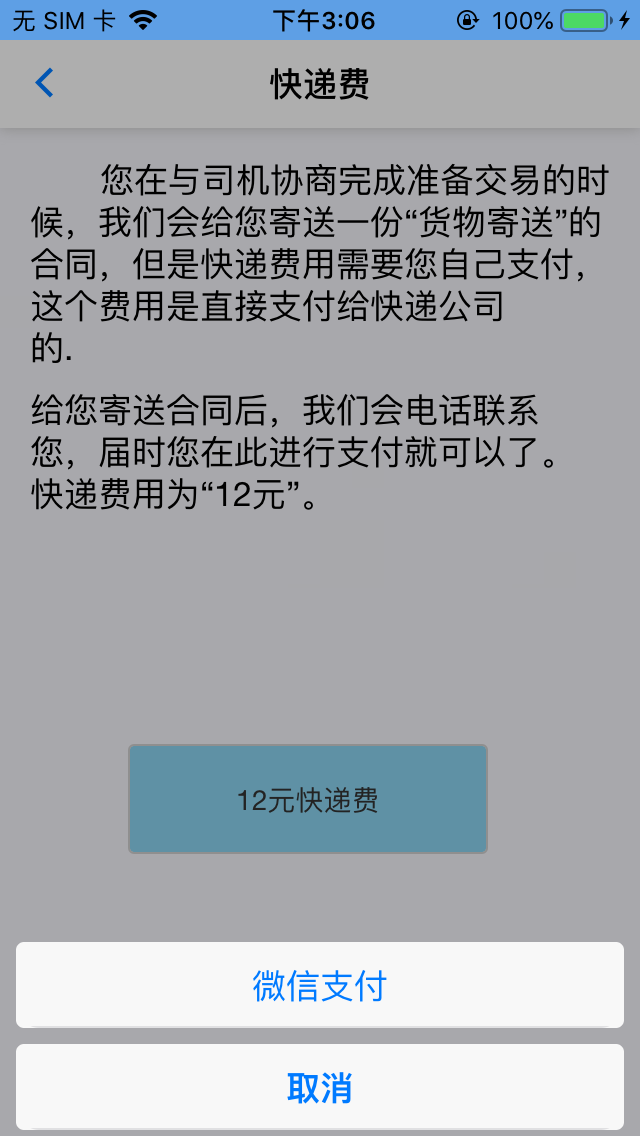 无 SIM 卡
下午3:06
100%
快递费
您在与司机协商完成准备交易的时
候，我们会给您寄送一份“货物寄送”的
合同，但是快递费用需要您自己支付，
这个费用是直接支付给快递公司
的.
给您寄送合同后，我们会电话联系
您，届时您在此进行支付就可以了。
快递费用为“12元”。
12元快递费
微信支付
取消